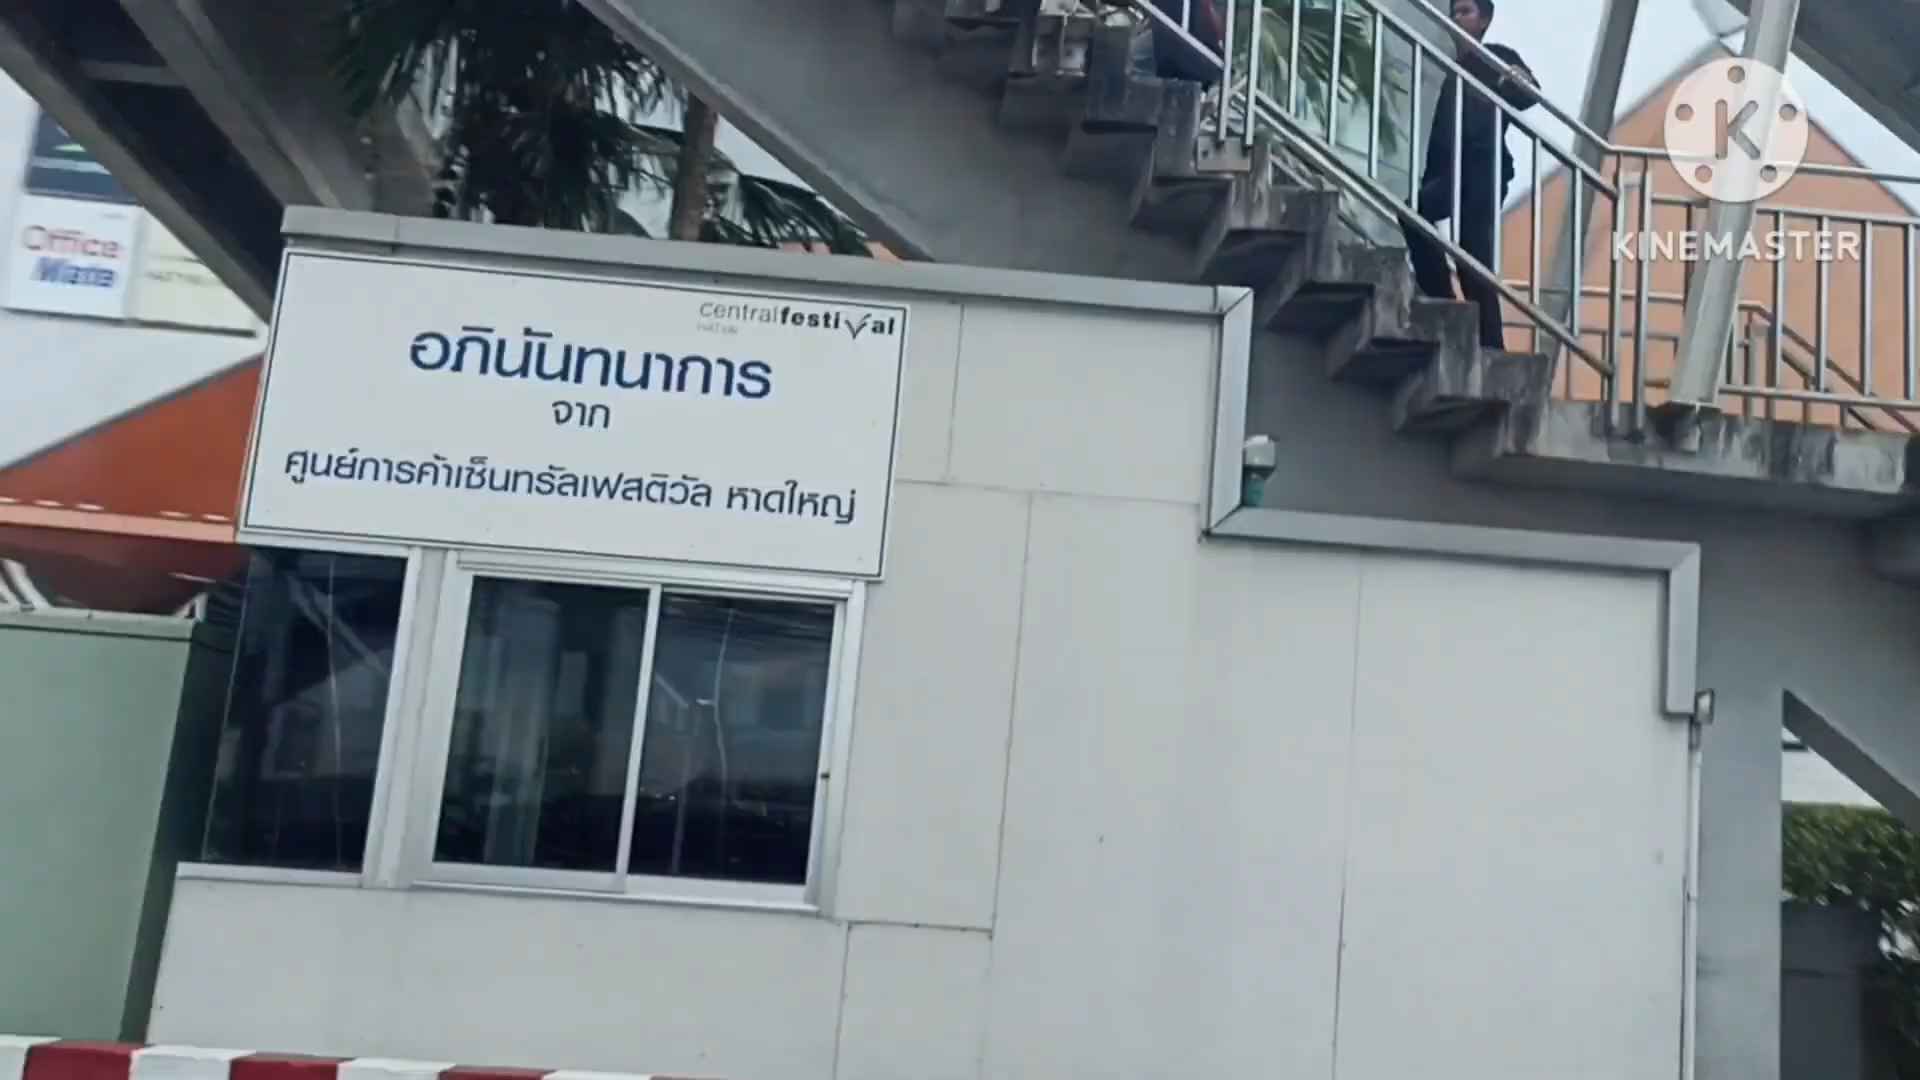 centralfestival
อภินันทนาการ
จาก
ศูนย์การค้าเซ็นทรัลเฟสติวัล หาดใหญ่
Office
Mate
K
KINEMASTER